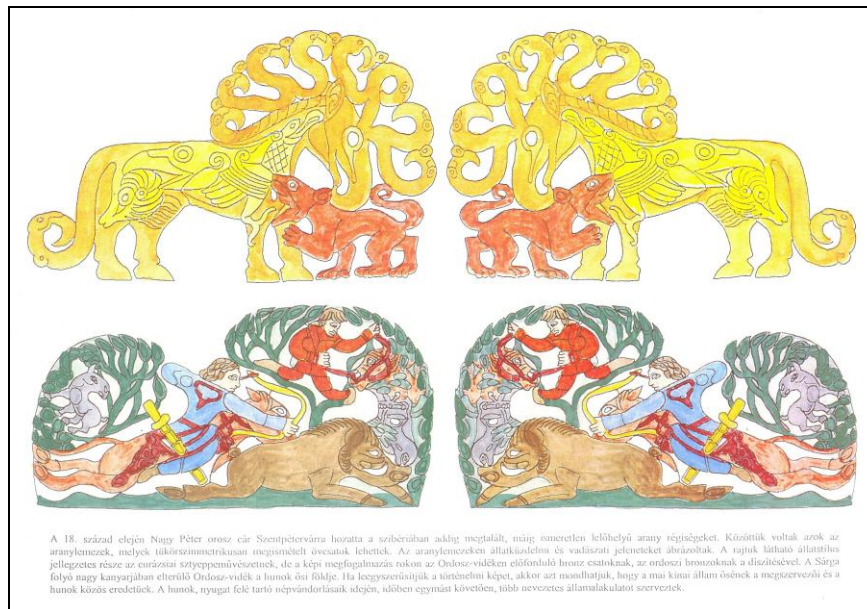 A 18. század elején Nagy Péter orosz cár Szentpétervárra hozatta a szibériában addig megtalált, máig ismeretlen lelőhelyű arany régiségeket. Közöttük voltak azok az
aranylemezek, melyek tükörszimmetrikusan megismételt övcsatok lehettek. Az aranylemezeken állatküzdelmi és vadászati jeleneteket ábrázoltak. A rajtuk látható állatstílus
jellegzetes része az eurázsiai sztyeppeművészetnek, de a képi megfogalmazás rokon az Ordosz-vidéken előforduló bronz csatoknak, az ordoszi bronzoknak a díszítésével. A Sárga
folyó nagy kanyarjában elterülő Ordosz-vidék a hunok ősi földje. Ha leegyszerűsítjük a történelmi képet, akkor azt mondhatjuk, hogy a mai kínai állam ősének a megszervezői és a
hunok közös eredetűek. A hunok, nyugat felé tartó népvándorlásaik idején, időben egymást követően, több nevezetes államalakulatot szerveztek.